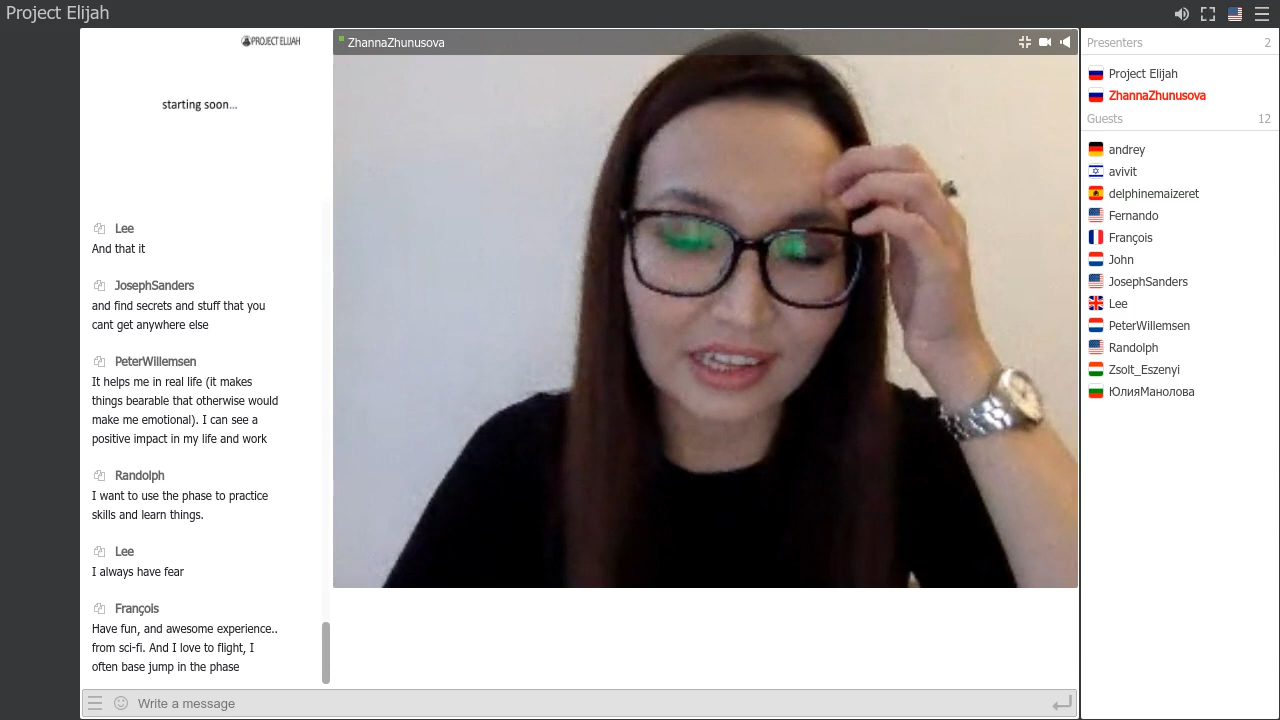 Project Elijah
PROJECT ELIJAH
starting soon...
Lee
And that it
JosephSanders
and find secrets and stuff that you
cant get anywhere else
PeterWillemsen
It helps me in real life (it makes
things bearable that otherwise would
make me emotional). I can see a
positive impact in my life and work
Randolph
I want to use the phase to practice
skills and learn things.
Lee
I always have fear
François
Have fun, and awesome experience..
from sci-fi. And I love to flight, I
often base jump in the phase
Write a message
ZhannaZhunusova
Presenters 2
Project Elijah
ZhannaZhunusova
Guests 12
andrey
avivit
delphinemaizeret
Fernando
François
John
JosephSanders
Lee
PeterWillemsen
Randolph
Zsolt_Eszenyi
ЮлияМанолова